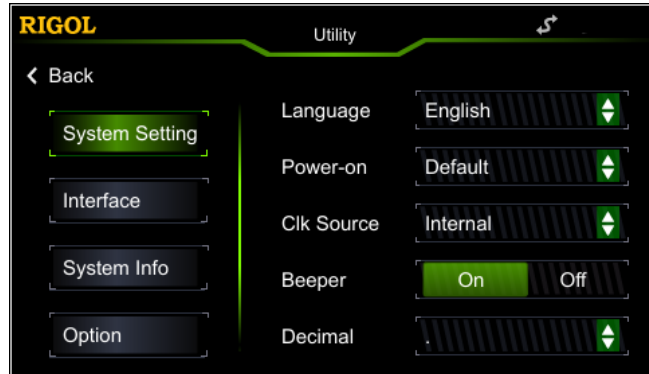 RIGOL
Utility
Back
System Setting
Interface
System Info
Option
Language English
Power-on Default
Clk Source Internal
Beeper On Off
Decimal .